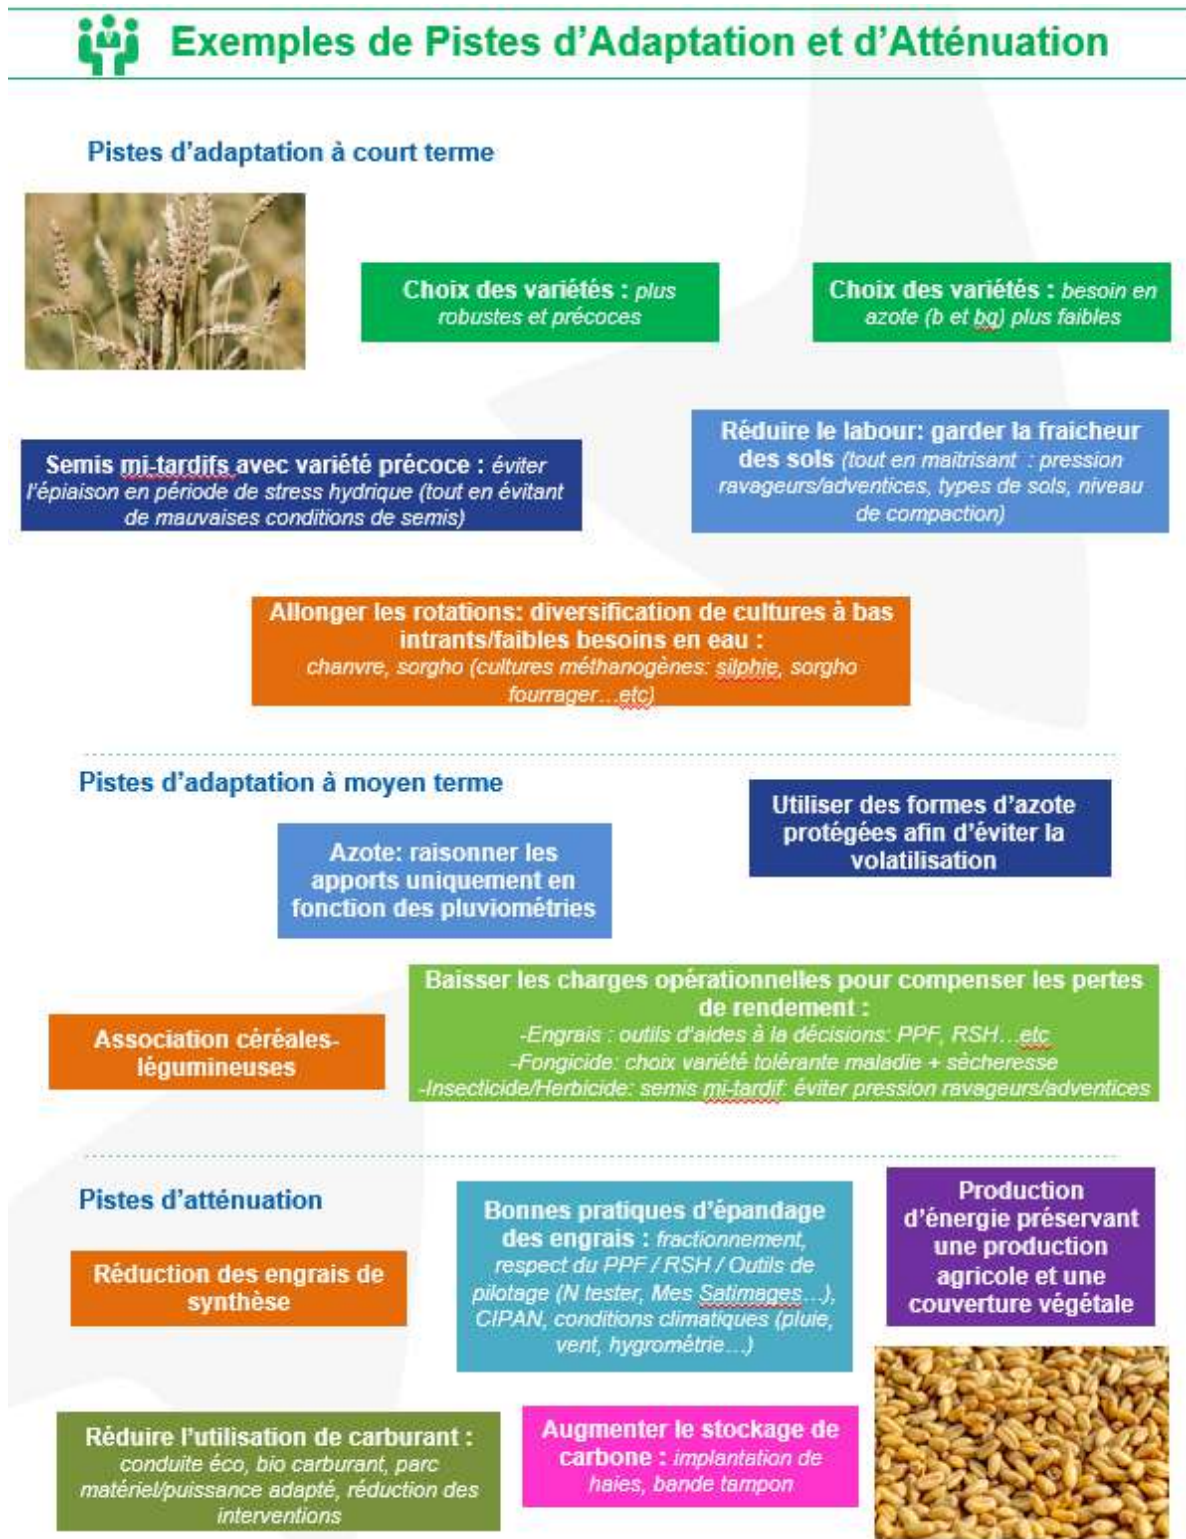 Exemples de Pistes d'Adaptation et d'Atténuation
Pistes d'adaptation à court terme
Choix des variétés : plus
robustes et précoces
Choix des variétés : besoin en
azote (b et bq) plus faibles
Semis mi-tardifs avec variété précoce : éviter
l'épiaison en période de stress hydrique (tout en évitant
de mauvaises conditions de semis)
Réduire le labour: garder la fraicheur
des sols (tout en maitrisant : pression
ravageurs/adventices, types de sols, niveau
de compaction)
Allonger les rotations: diversification de cultures à bas
intrants/faibles besoins en eau :
chanvre, sorgho (cultures méthanogènes: silphie, sorgho
fourrager…etc)
Pistes d'adaptation à moyen terme
Utiliser des formes d'azote
protégées afin d'éviter la
volatilisation
Azote: raisonner les
apports uniquement en
fonction des pluviométries
Baisser les charges opérationnelles pour compenser les pertes
de rendement :
-Engrais : outils d'aides à la décisions: PPF, RSH…etc
-Fongicide: choix variété tolérante maladie + sècheresse
-Insecticide/Herbicide: semis mi-tardif: éviter pression ravageurs/adventices
Association céréales-
légumineuses
Pistes d'atténuation
Bonnes pratiques d'épandage
des engrais : fractionnement,
respect du PPF / RSH / Outils de
pilotage (N tester, Mes Satimages…),
CIPAN, conditions climatiques (pluie,
vent, hygrométrie…)
Production
d'énergie préservant
une production
agricole et une
couverture végétale
Réduction des engrais de
synthèse
Réduire l'utilisation de carburant :
conduite éco, bio carburant, parc
matériel/puissance adapté, réduction des
interventions
Augmenter le stockage de
carbone : implantation de
haies, bande tampon